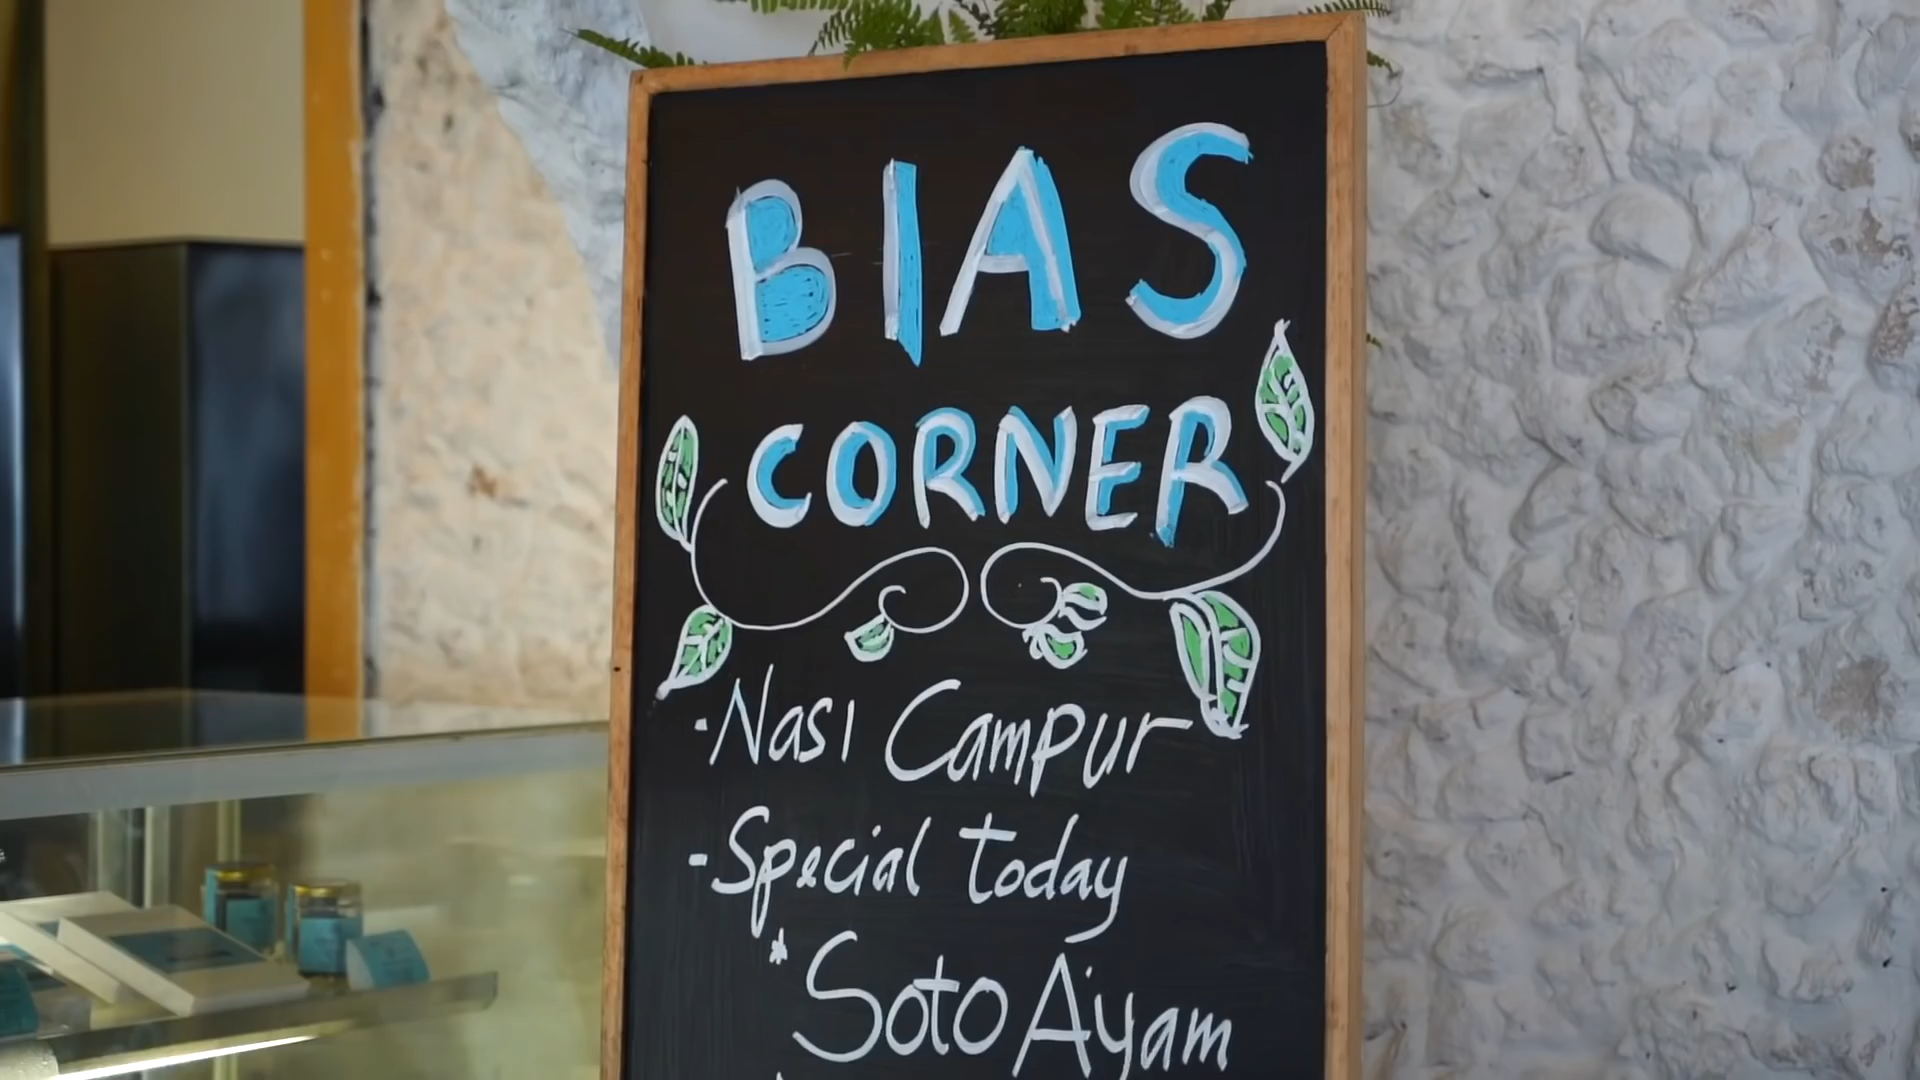 BIAS
CORNER
-Nasi Campur
-Special today
*Soto Ayam